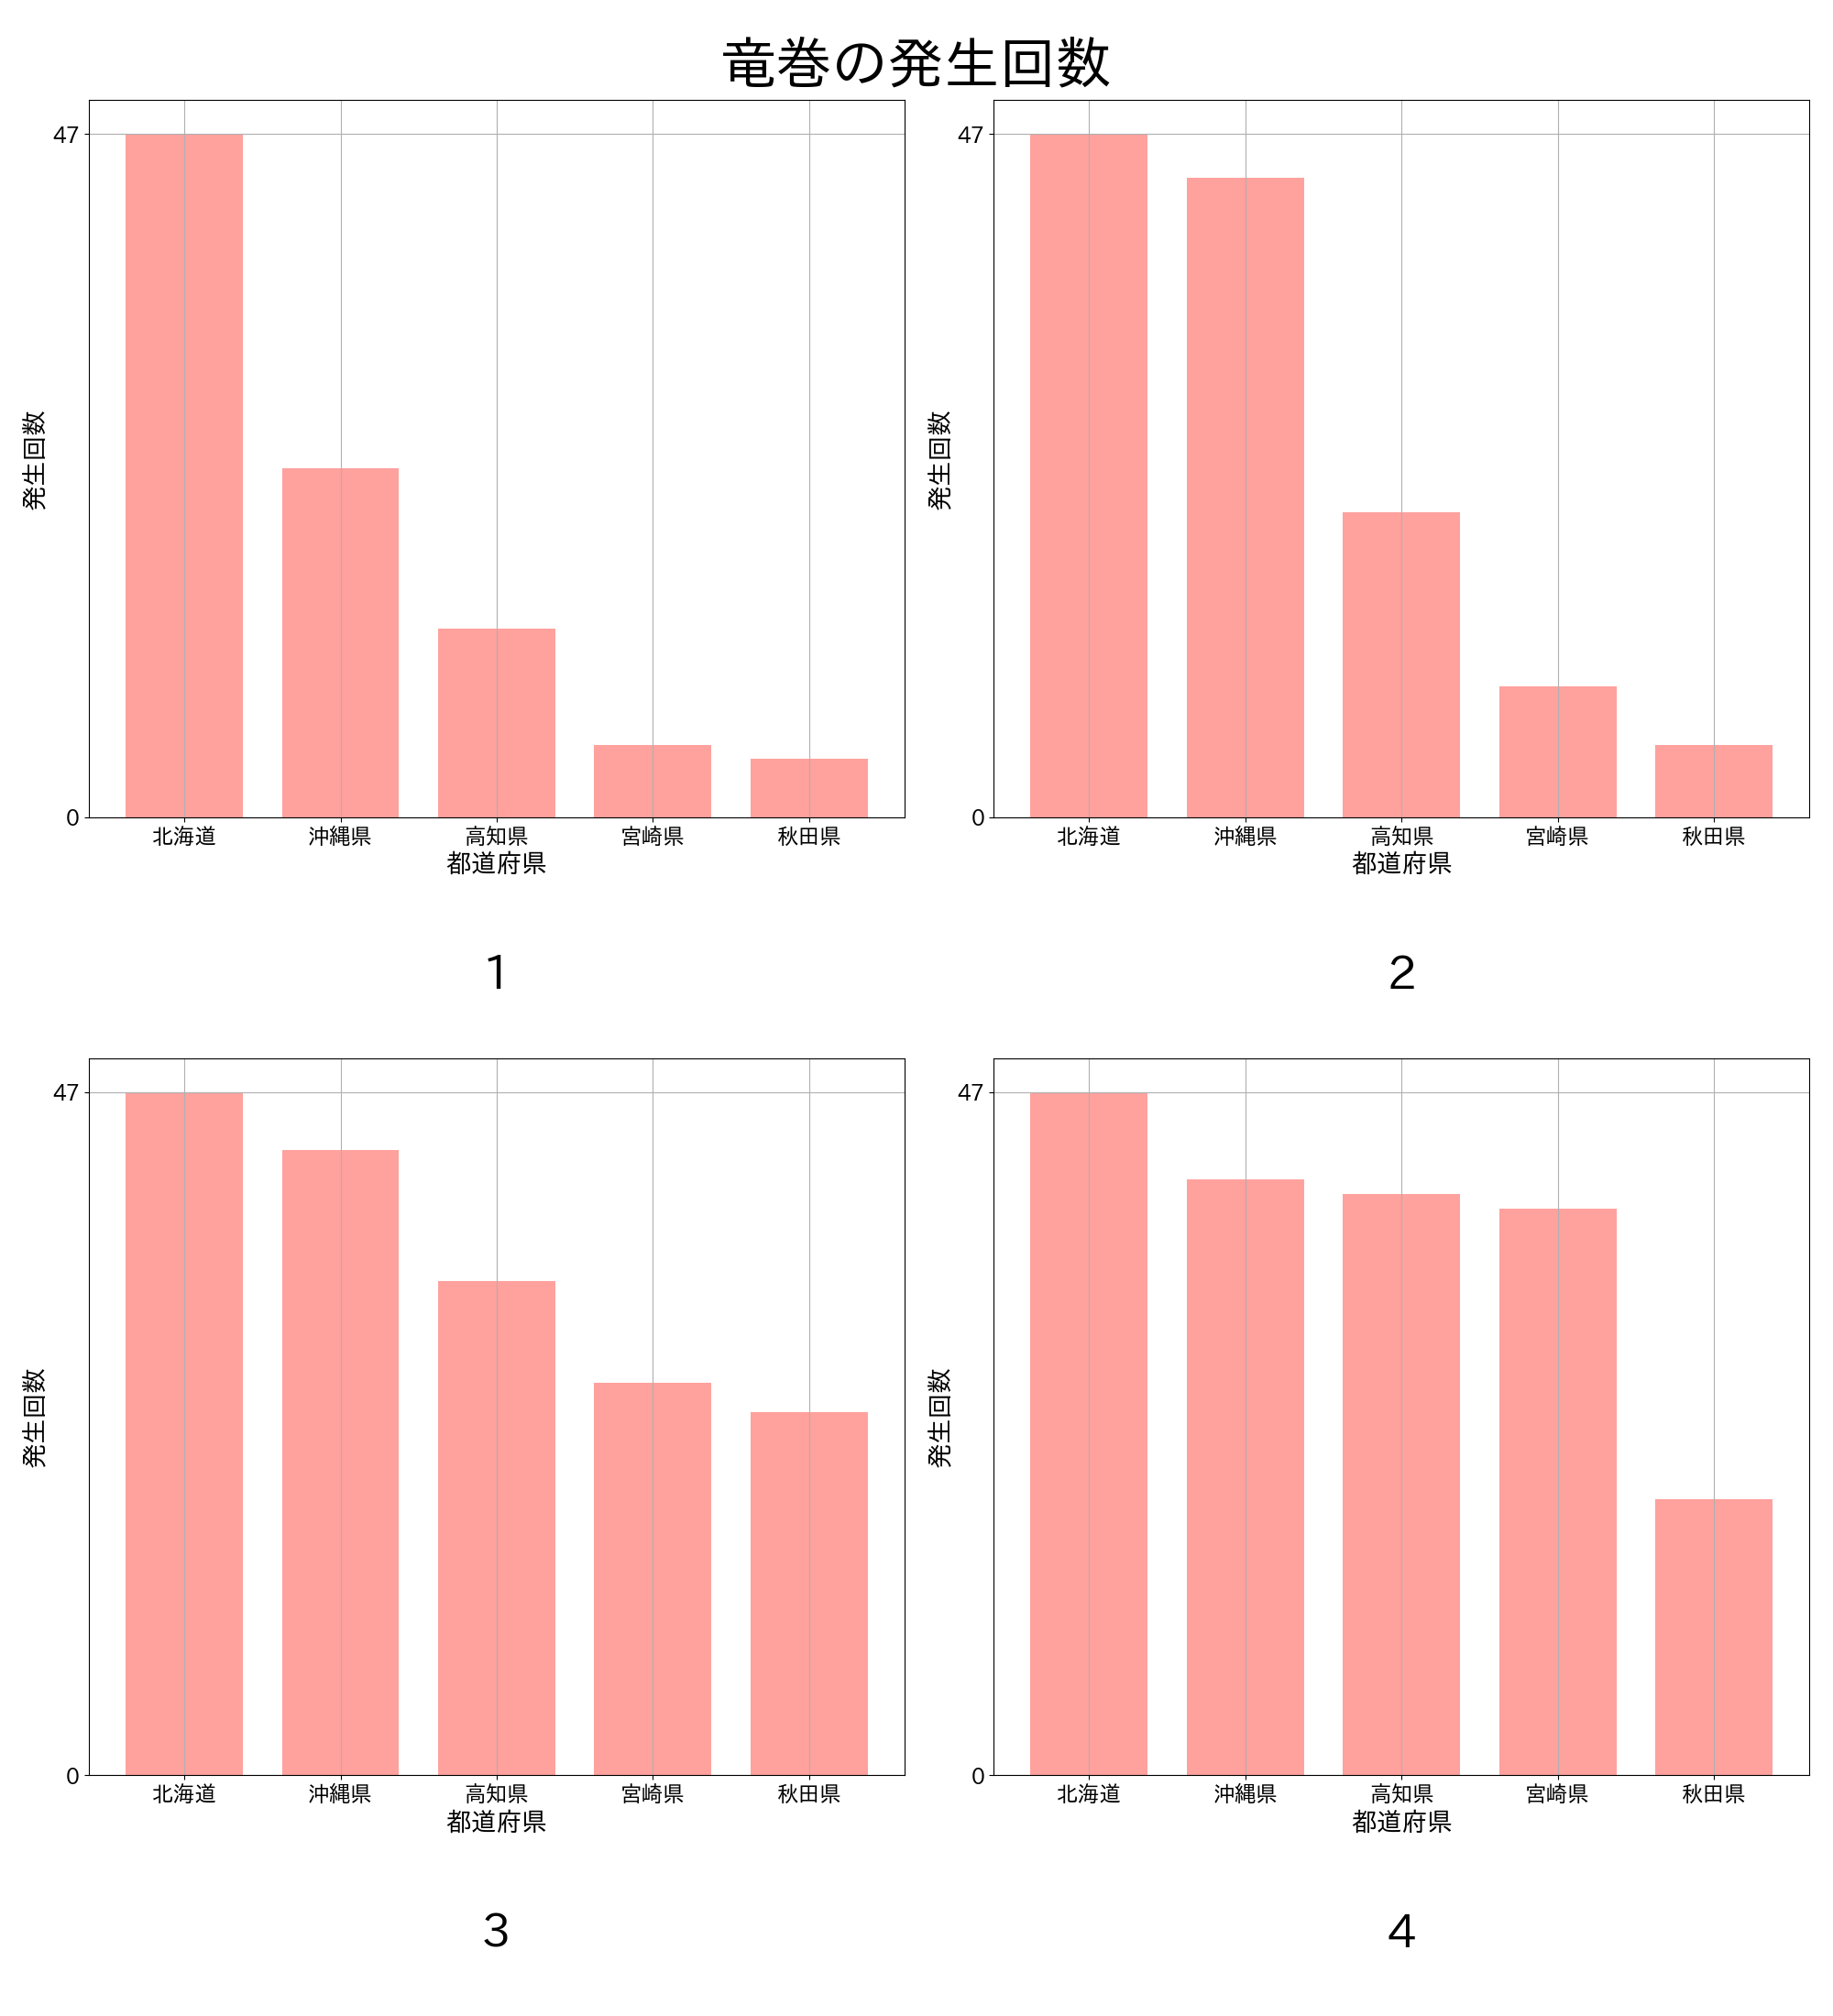 竜巻の発生回数
47
0
発生回数
北海道 沖縄県 高知県 宮崎県 秋田県
都道府県
1
47
0
発生回数
北海道 沖縄県 高知県 宮崎県 秋田県
都道府県
2
47
0
発生回数
北海道 沖縄県 高知県 宮崎県 秋田県
都道府県
3
47
0
発生回数
北海道 沖縄県 高知県 宮崎県 秋田県
都道府県
4